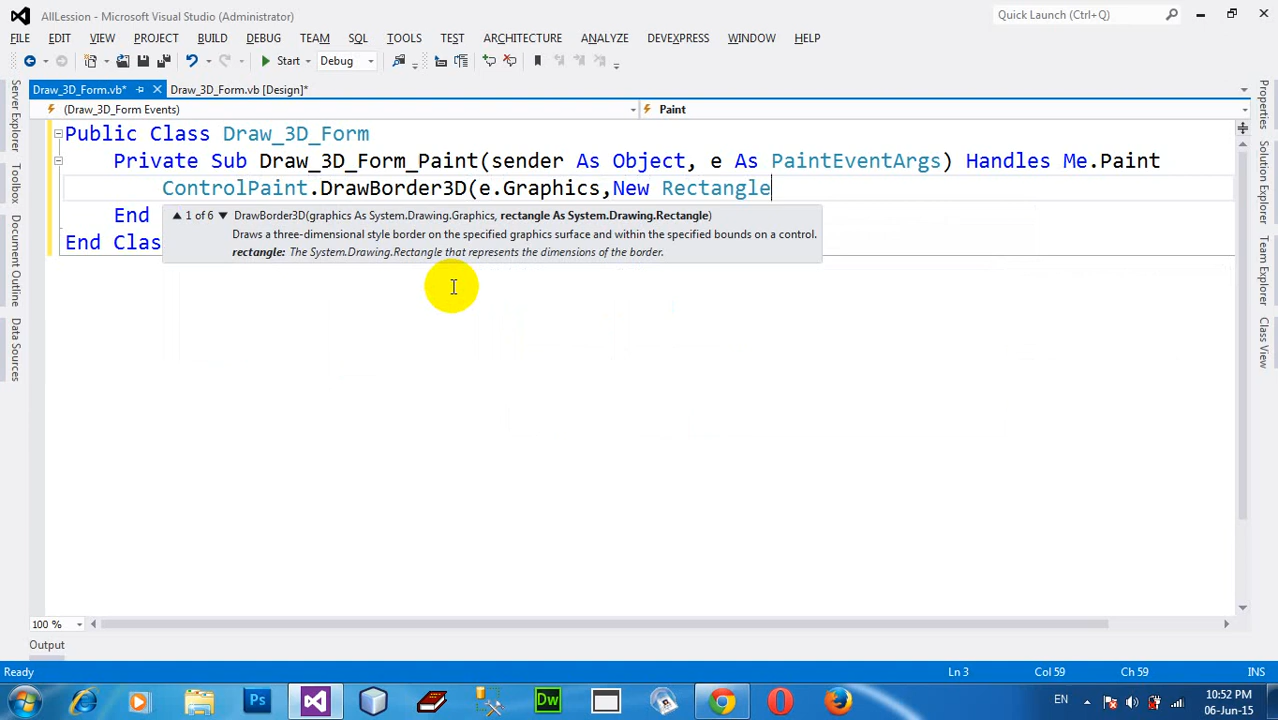 AllLession - Microsoft Visual Studio (Administrator)
Quick Launch (Ctrl+Q)
FILE EDIT VIEW PROJECT BUILD DEBUG TEAM SQL TOOLS TEST ARCHITECTURE ANALYZE DEVEXPRESS WINDOW HELP
Start Debug
Draw_3D_Form.vb* Draw_3D_Form.vb [Design]*
(Draw_3D_Form Events) Paint
Public Class Draw_3D_Form
Private Sub Draw_3D_Form_Paint(sender As Object, e As PaintEventArgs) Handles Me.Paint
ControlPaint.DrawBorder3D(e.Graphics,New Rectangle
End
1 of 6 DrawBorder3D(graphics As System.Drawing.Graphics, rectangle As System.Drawing.Rectangle)
Draws a three-dimensional style border on the specified graphics surface and within the specified bounds on a control.
rectangle: The System.Drawing.Rectangle that represents the dimensions of the border.
End Clas
Server Explorer
Toolbox
Document Outline
Data Sources
Properties
Solution Explorer
Team Explorer
Class View
100 %
Output
Ready Ln 3 Col 59 Ch 59 INS
Ps Dw EN 10:52 PM
06-Jun-15